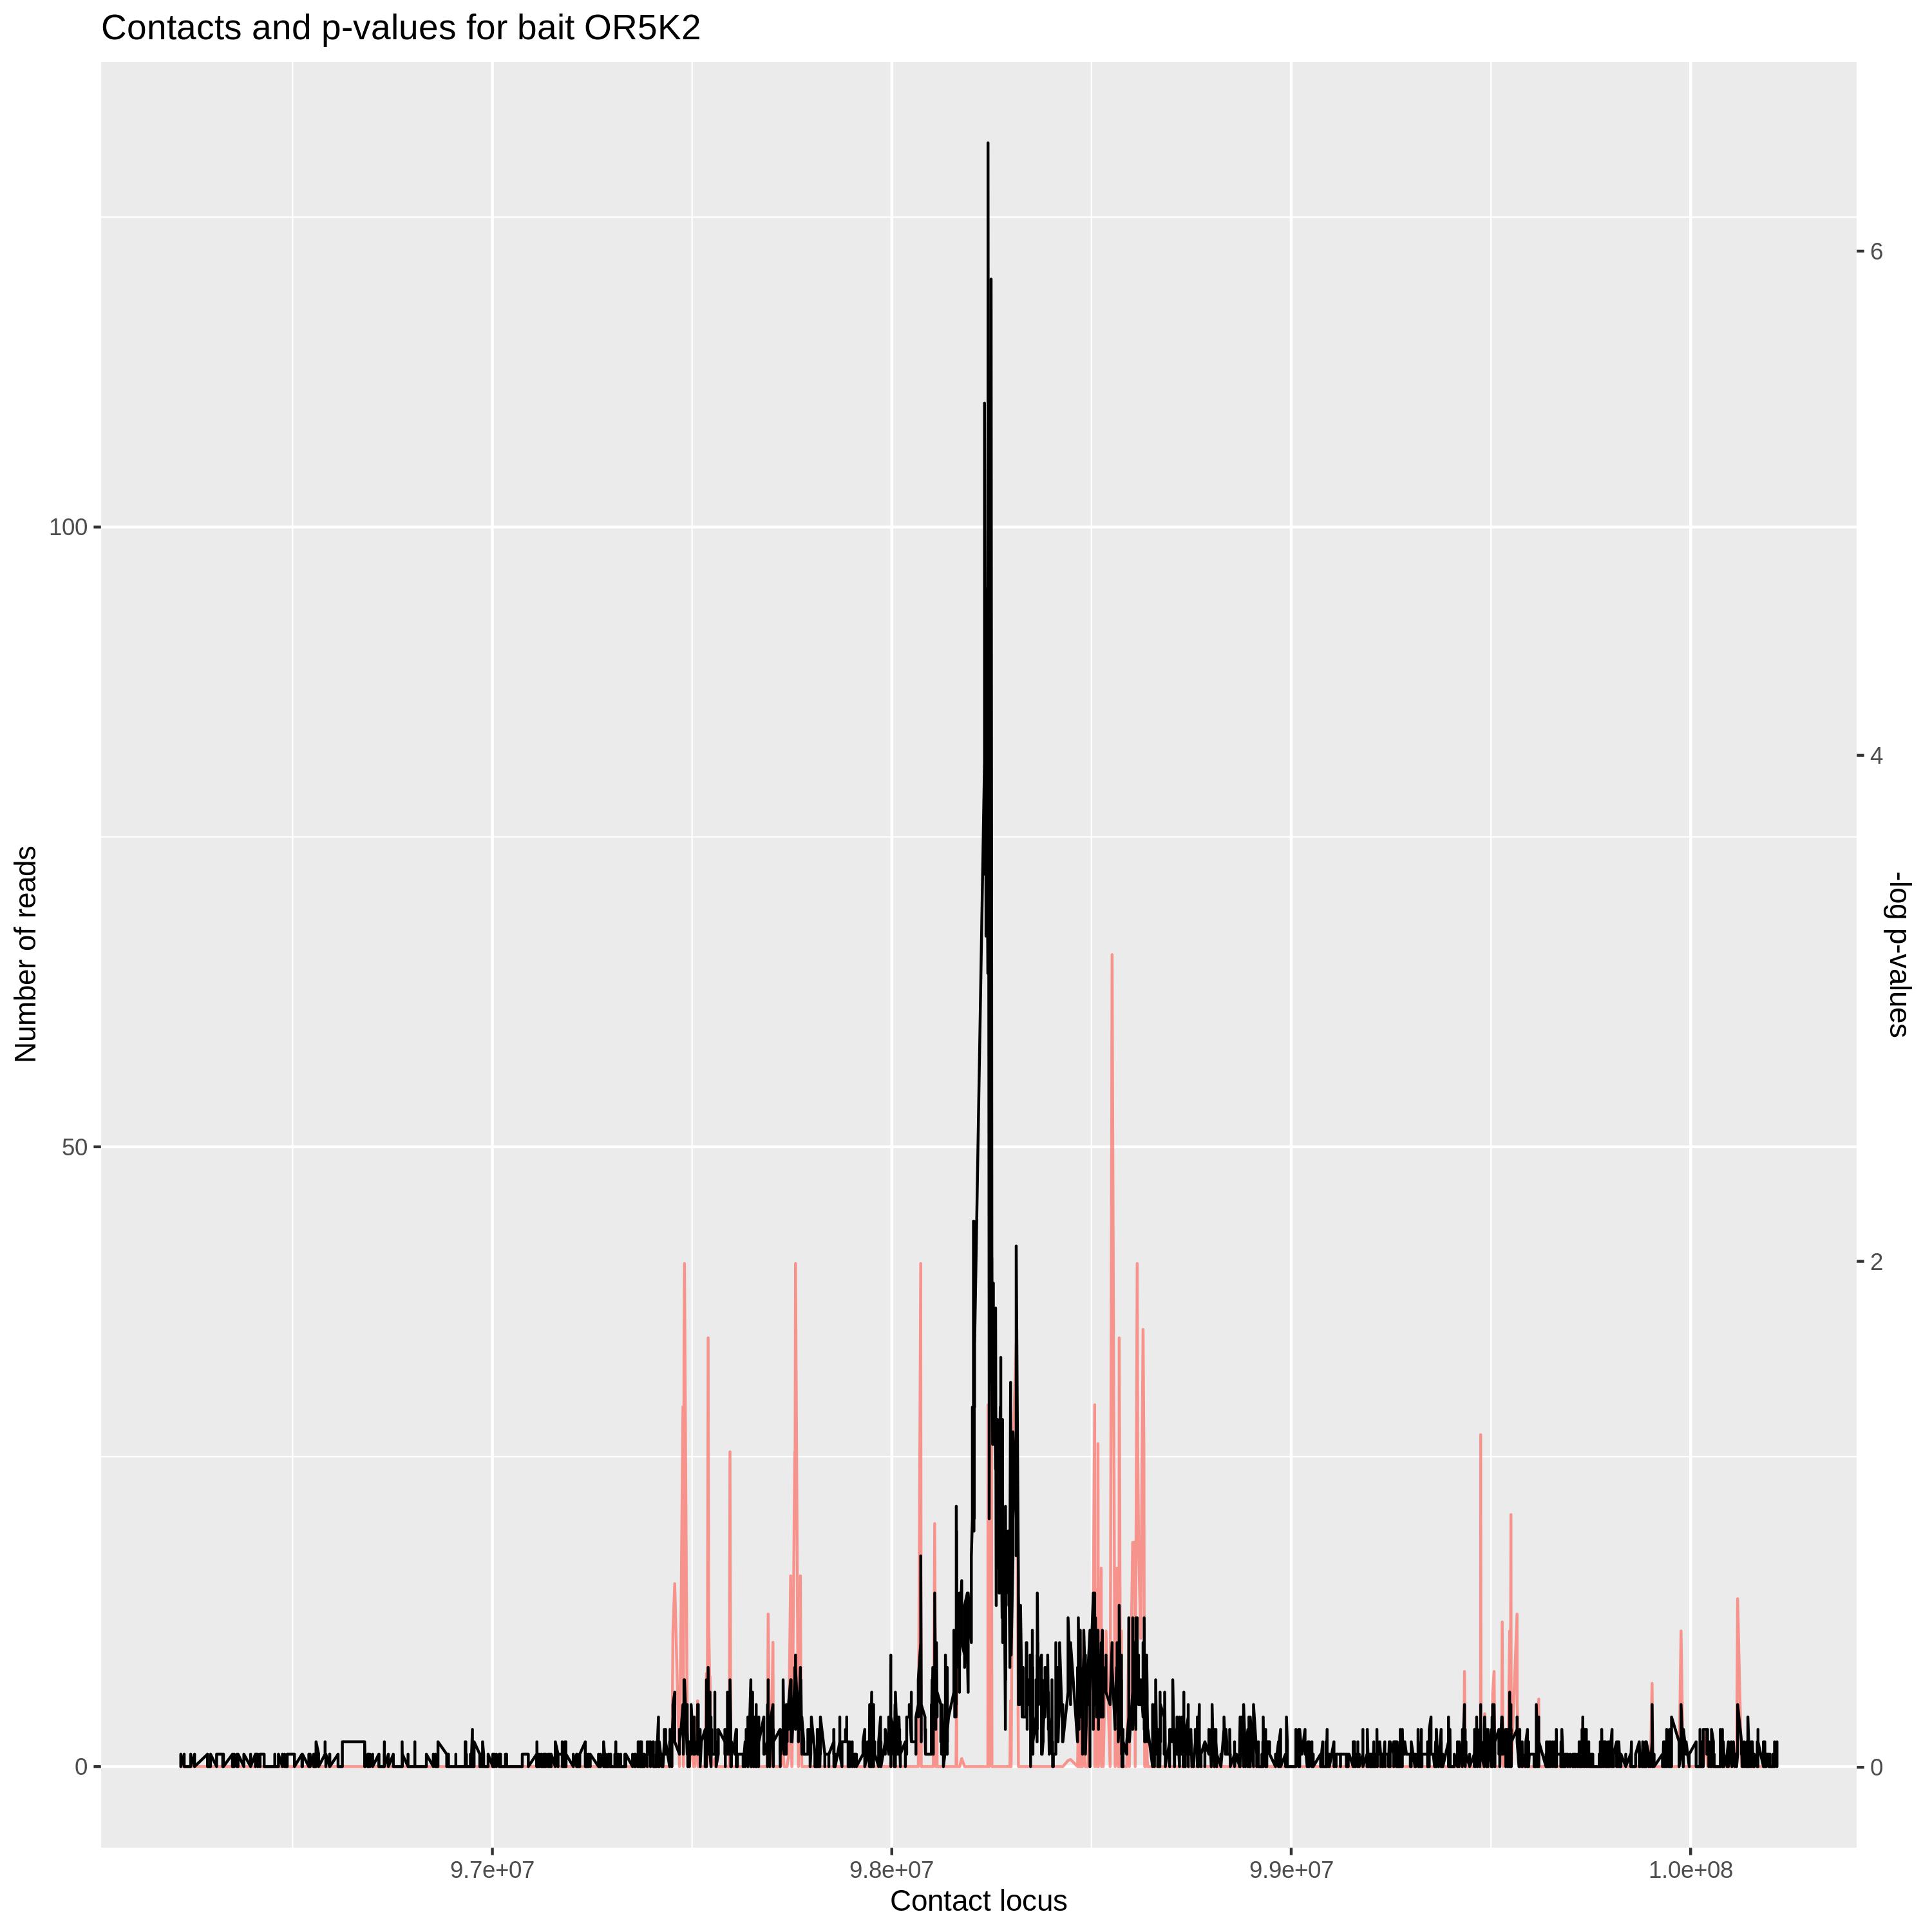 Contacts and p-values for bait OR5K2
Number of reads
100
50
0
6
4
2
0
-log p-values
9.7e+07
9.8e+07
9.9e+07
1.0e+08
Contact locus